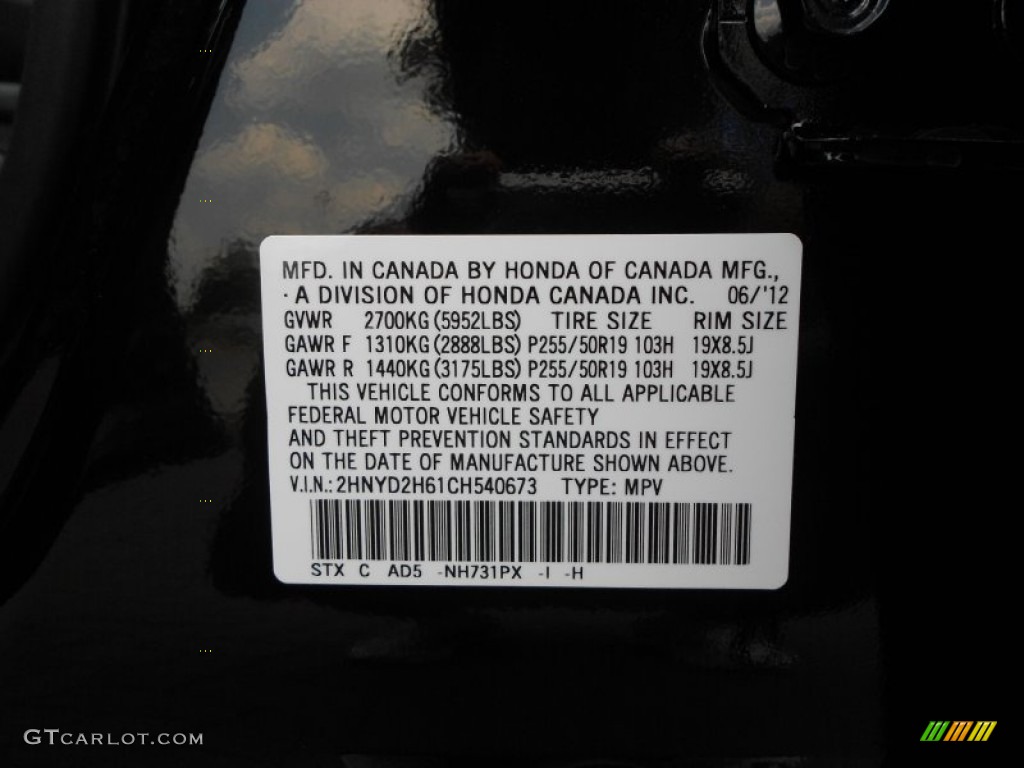 MFD. IN CANADA BY HONDA OF CANADA MFG.,
· A DIVISION OF HONDA CANADA INC. 06/'12
GVWR 2700KG (5952LBS) TIRE SIZE RIM SIZE
GAWR F 1310KG (2888LBS) P255/50R19 103H 19X8.5J
GAWR R 1440KG (3175LBS) P255/50R19 103H 19X8.5J
THIS VEHICLE CONFORMS TO ALL APPLICABLE
FEDERAL MOTOR VEHICLE SAFETY
AND THEFT PREVENTION STANDARDS IN EFFECT
ON THE DATE OF MANUFACTURE SHOWN ABOVE.
V.I.N.: 2HNYD2H61CH540673 TYPE: MPV
STX C AD5 -NH731PX -I -H
GTCARLOT.COM